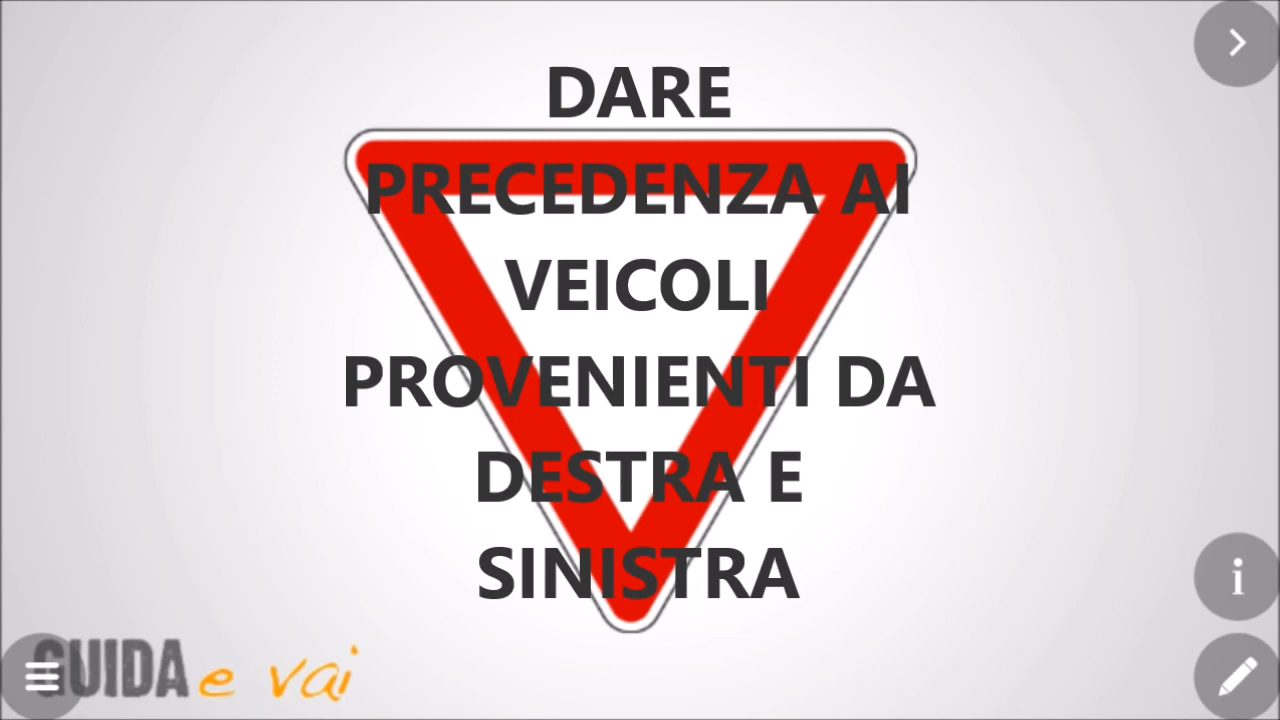 DARE
PRECEDENZA AI
VEICOLI
PROVENIENTI DA
DESTRA E
SINISTRA
GUIDA e vai